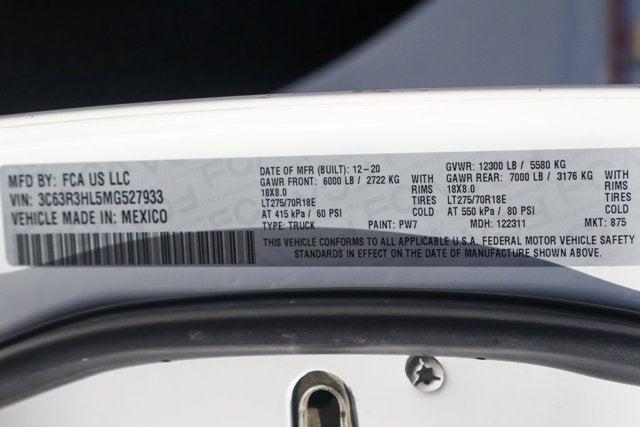 MFD BY: FCA US LLC
VIN: 3C63R3HL5MG527933
VEHICLE MADE IN: MEXICO
DATE OF MFR (BUILT): 12-20
GAWR FRONT: 6000 LB / 2722 KG WITH
18X8.0 RIMS
LT275/70R18E TIRES
AT 415 kPa / 60 PSI COLD
TYPE: TRUCK PAINT: PW7
GVWR: 12300 LB / 5580 KG
GAWR REAR: 7000 LB / 3176 KG WITH
18X8.0 RIMS
LT275/70R18E TIRES
AT 550 kPa / 80 PSI COLD
MDH: 122311 MKT: 875
THIS VEHICLE CONFORMS TO ALL APPLICABLE U.S.A. FEDERAL MOTOR VEHICLE SAFETY
STANDARDS IN EFFECT ON THE DATE OF MANUFACTURE SHOWN ABOVE.